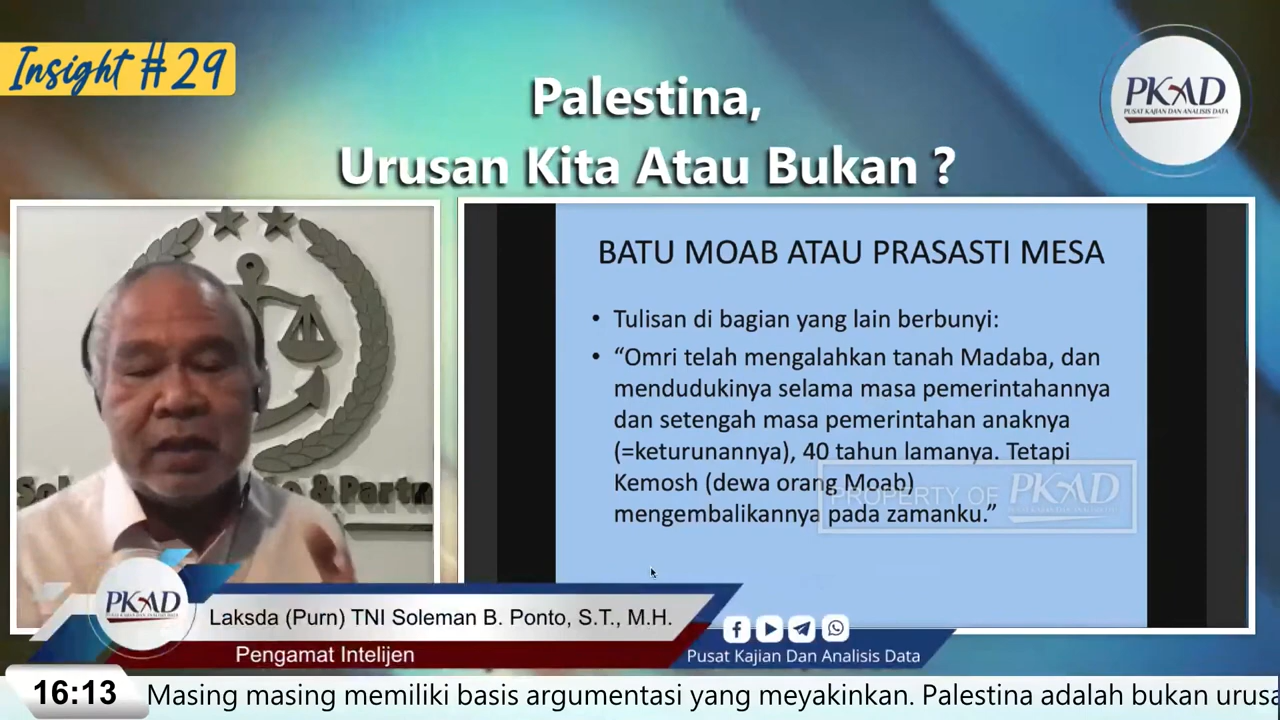 Insight #29
Palestina,
Urusan Kita Atau Bukan ?
PKAD
PUSAT KAJIAN DAN ANALISIS DATA
BATU MOAB ATAU PRASASTI MESA
• Tulisan di bagian yang lain berbunyi:
• “Omri telah mengalahkan tanah Madaba, dan
mendudukinya selama masa pemerintahannya
dan setengah masa pemerintahan anaknya
(=keturunannya), 40 tahun lamanya. Tetapi
Kemosh (dewa orang Moab)
mengembalikannya pada zamanku.”
PROPERTY OF PKAD
& Partn
PKAD
Laksda (Purn) TNI Soleman B. Ponto, S.T., M.H.
Pengamat Intelijen
Pusat Kajian Dan Analisis Data
16:13
Masing masing memiliki basis argumentasi yang meyakinkan. Palestina adalah bukan urusa